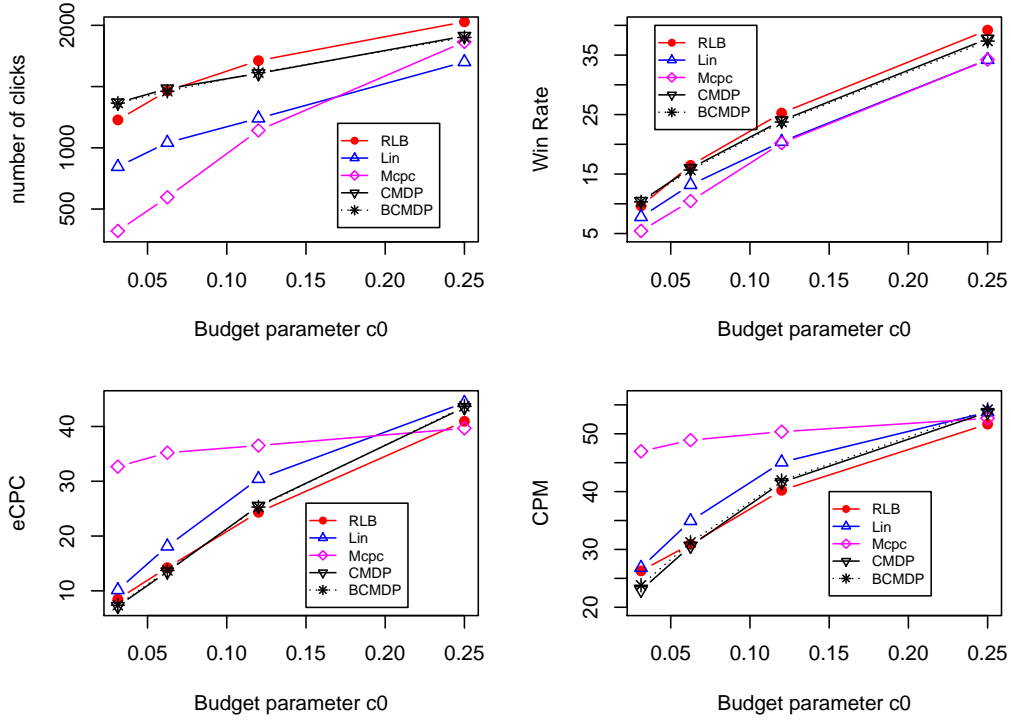 number of clicks
2000
1000
500
RLB
Lin
Mcpc
CMDP
BCMDP
0.05 0.10 0.15 0.20 0.25
Budget parameter c0
Win Rate
35
25
15
5
RLB
Lin
Mcpc
CMDP
BCMDP
0.05 0.10 0.15 0.20 0.25
Budget parameter c0
eCPC
40
30
20
10
RLB
Lin
Mcpc
CMDP
BCMDP
0.05 0.10 0.15 0.20 0.25
Budget parameter c0
CPM
50
40
30
20
RLB
Lin
Mcpc
CMDP
BCMDP
0.05 0.10 0.15 0.20 0.25
Budget parameter c0